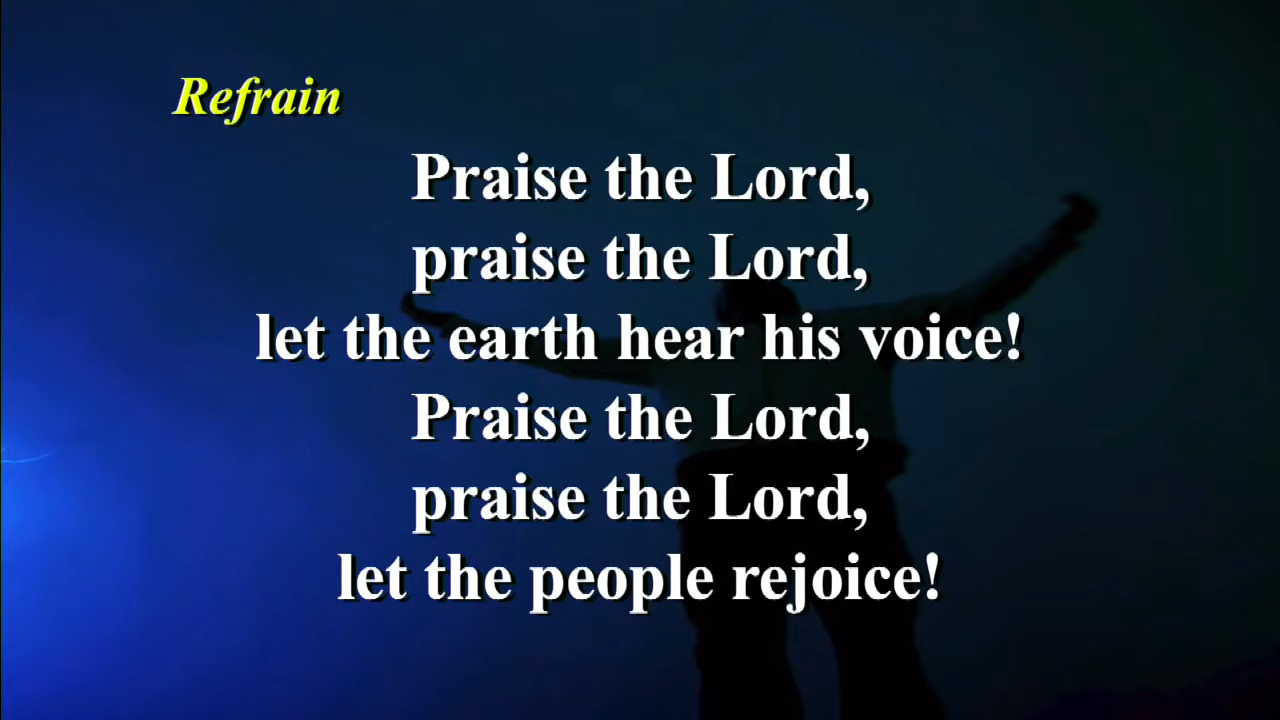 Refrain
Praise the Lord,
praise the Lord,
let the earth hear his voice!
Praise the Lord,
praise the Lord,
let the people rejoice!